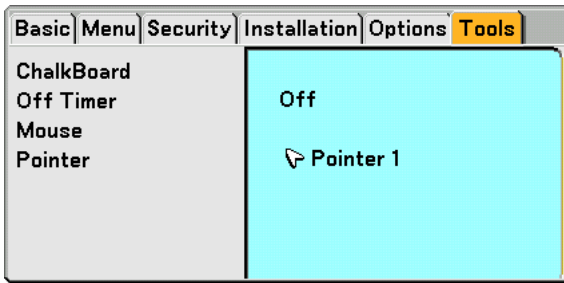 Basic Menu Security Installation Options Tools
ChalkBoard
Off Timer Off
Mouse
Pointer Pointer 1